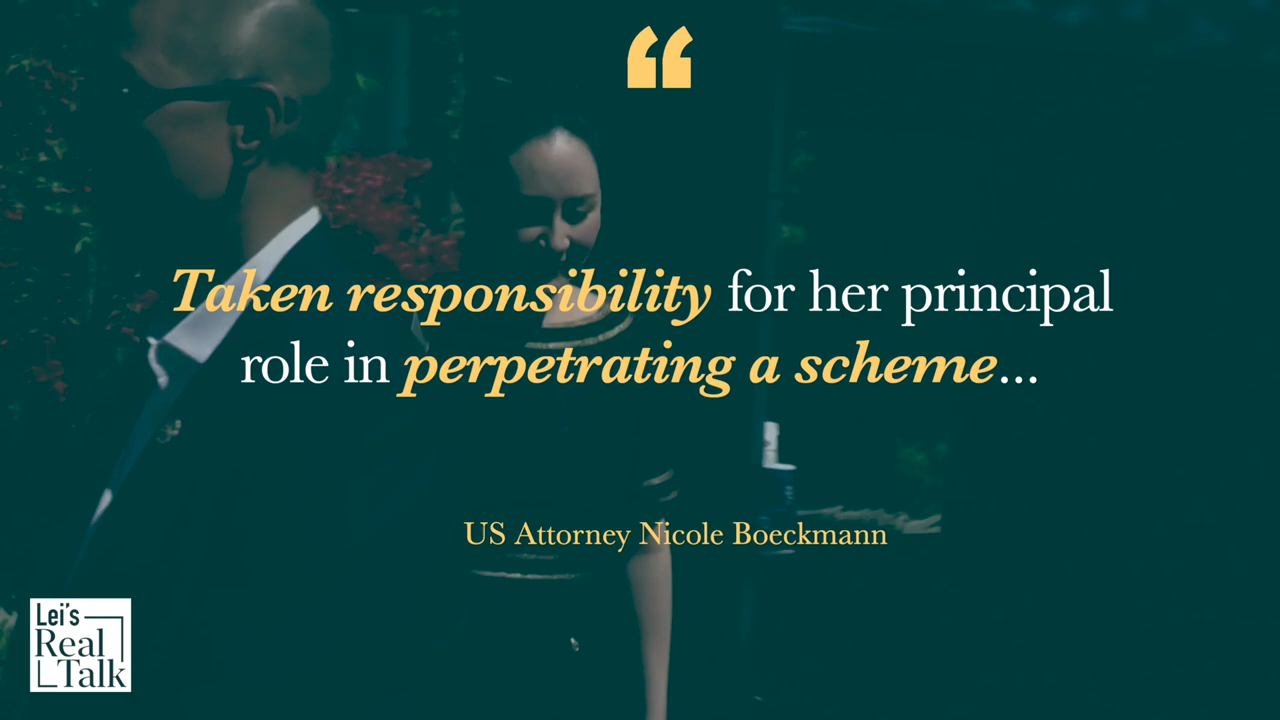 “
Taken responsibility for her principal
role in perpetrating a scheme...
US Attorney Nicole Boeckmann
Lei's
Real
Talk